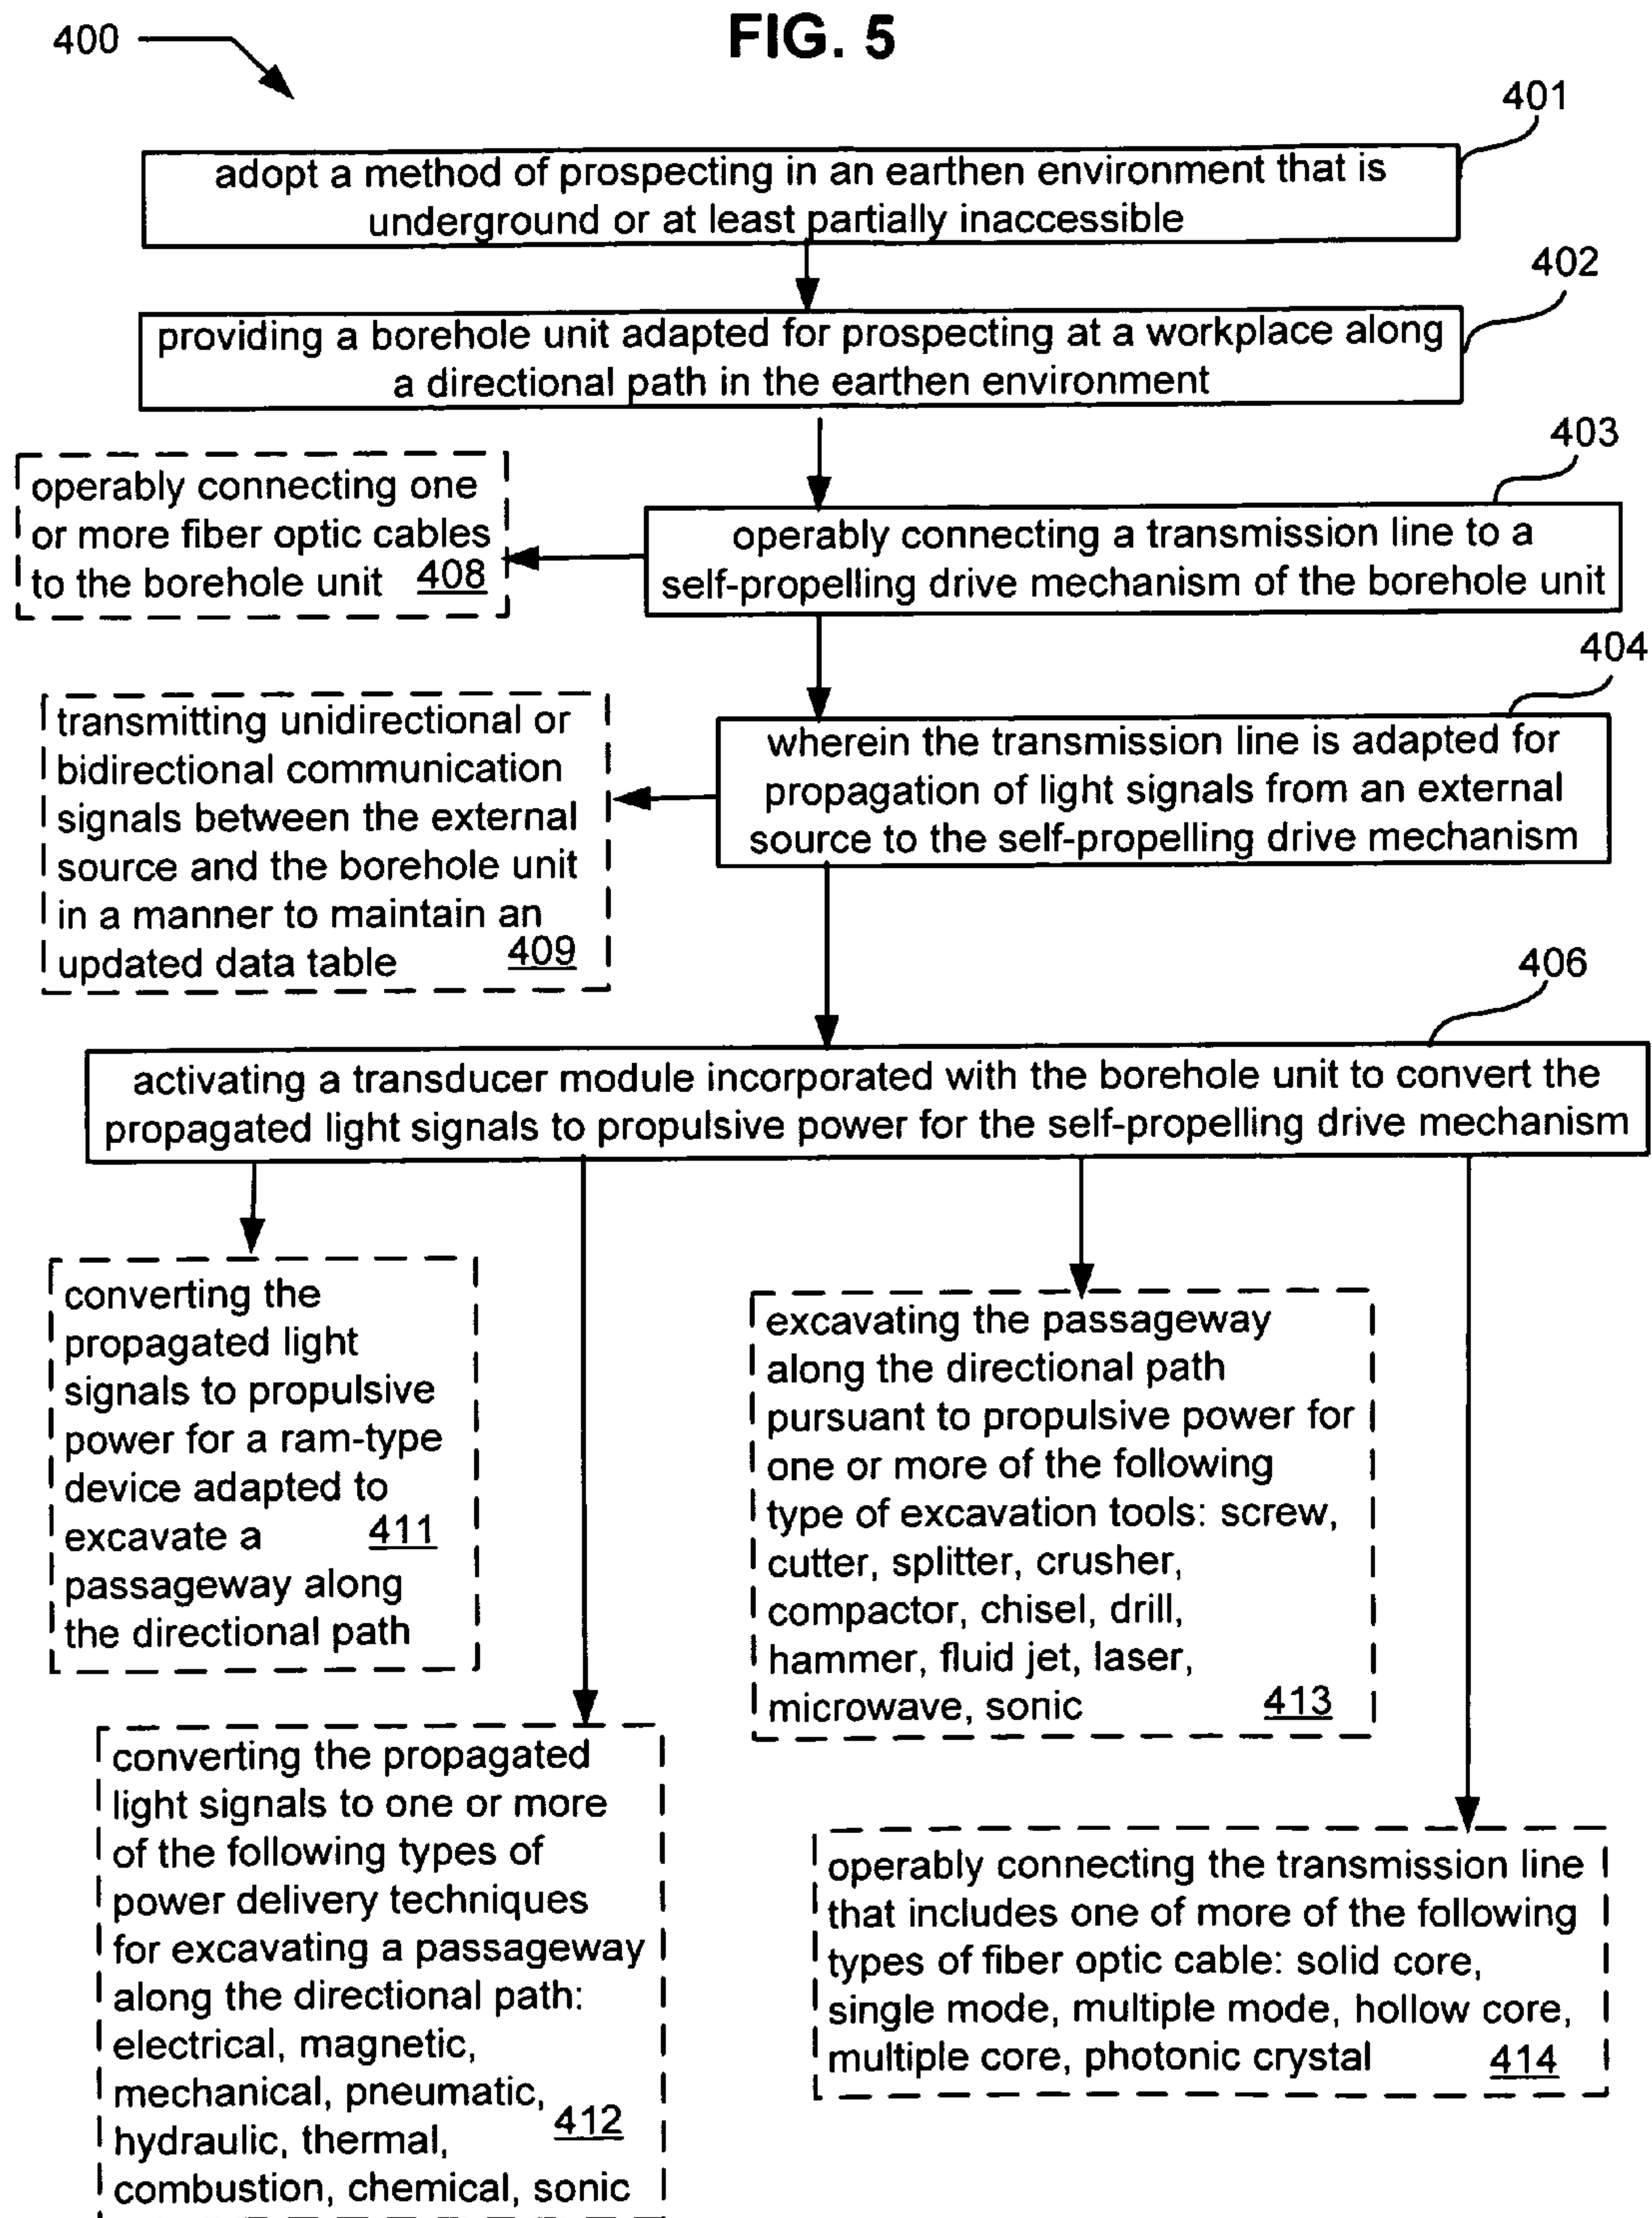 FIG. 5
400
401
adopt a method of prospecting in an earthen environment that is
underground or at least partially inaccessible
402
providing a borehole unit adapted for prospecting at a workplace along
a directional path in the earthen environment
403
operably connecting one
or more fiber optic cables
to the borehole unit 408
operably connecting a transmission line to a
self-propelling drive mechanism of the borehole unit
404
transmitting unidirectional or
bidirectional communication
signals between the external
source and the borehole unit
in a manner to maintain an
updated data table 409
wherein the transmission line is adapted for
propagation of light signals from an external
source to the self-propelling drive mechanism
406
activating a transducer module incorporated with the borehole unit to convert the
propagated light signals to propulsive power for the self-propelling drive mechanism
converting the
propagated light
signals to propulsive
power for a ram-type
device adapted to
excavate a 411
passageway along
the directional path
excavating the passageway
along the directional path
pursuant to propulsive power for
one or more of the following
type of excavation tools: screw,
cutter, splitter, crusher,
compactor, chisel, drill,
hammer, fluid jet, laser,
microwave, sonic 413
converting the propagated
light signals to one or more
of the following types of
power delivery techniques
for excavating a passageway
along the directional path:
electrical, magnetic,
mechanical, pneumatic,
hydraulic, thermal, 412
combustion, chemical, sonic
operably connecting the transmission line
that includes one of more of the following
types of fiber optic cable: solid core,
single mode, multiple mode, hollow core,
multiple core, photonic crystal 414